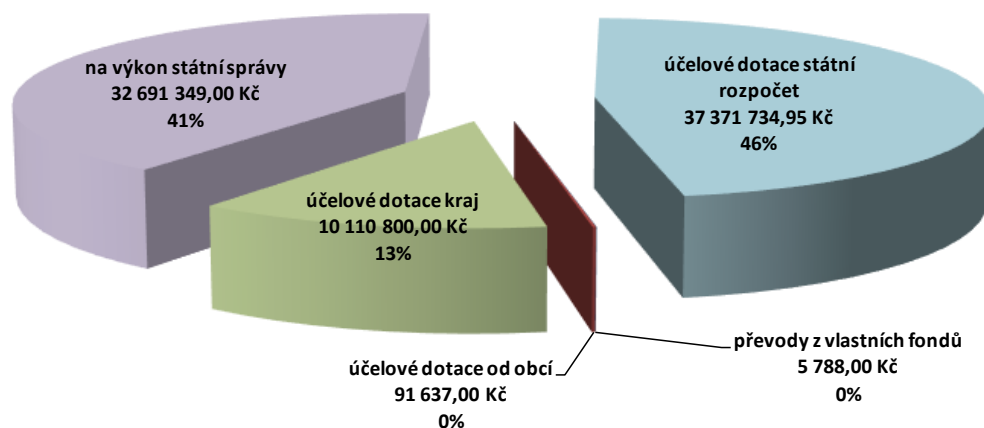 na výkon státní správy
32 691 349,00 Kč
41%
účelové dotace státní
rozpočet
37 371 734,95 Kč
46%
účelové dotace kraj
10 110 800,00 Kč
13%
účelové dotace od obcí
91 637,00 Kč
0%
převody z vlastních fondů
5 788,00 Kč
0%